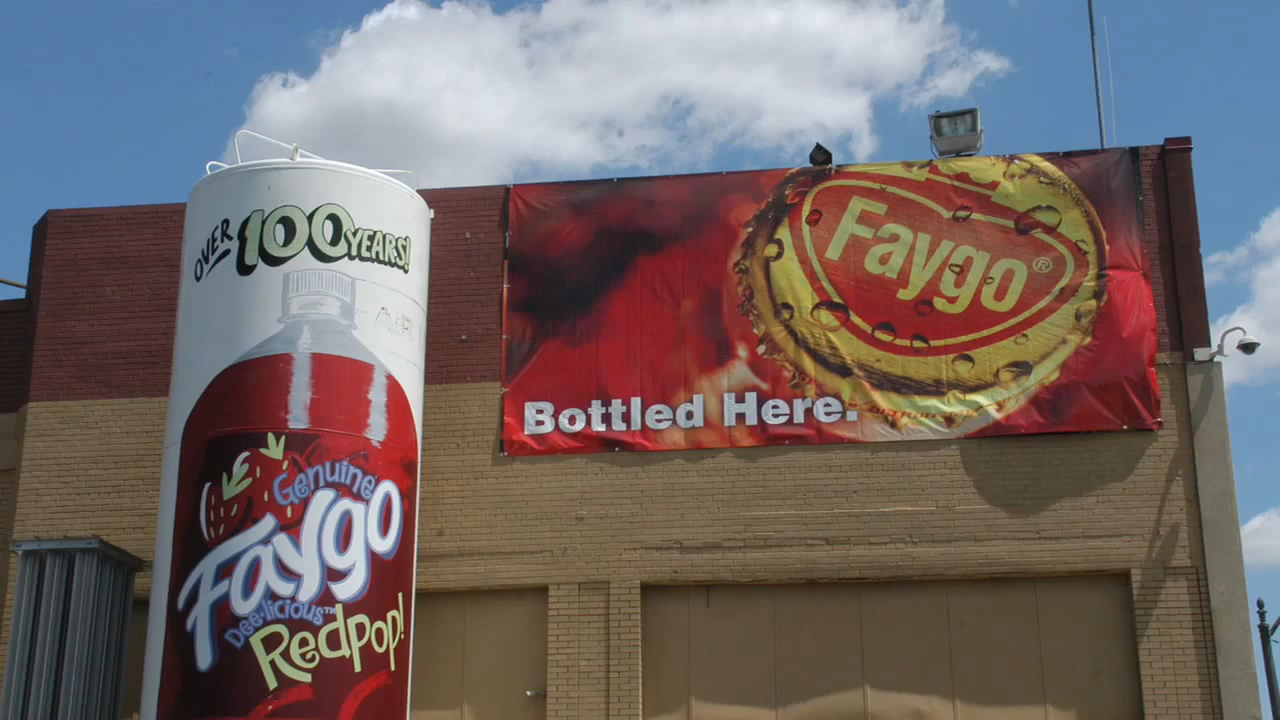 OVER 100 YEARS!
Genuine
Faygo
Dee-licious™
Redpop!
Faygo®
Bottled Here.